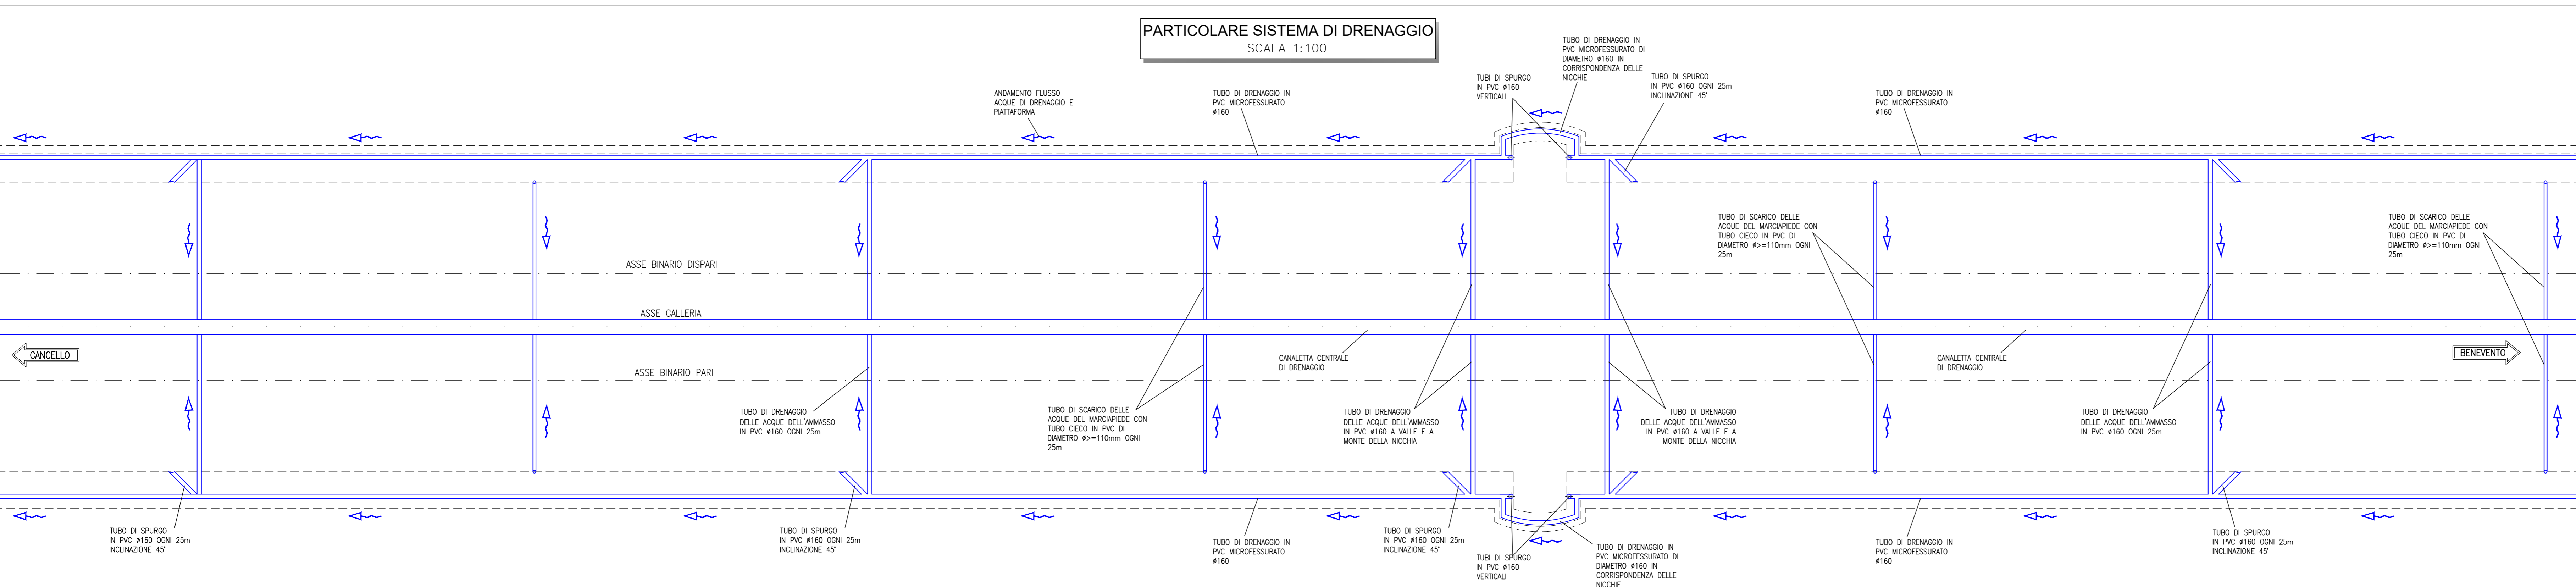 PARTICOLARE SISTEMA DI DRENAGGIO
SCALA 1:100
ANDAMENTO FLUSSO
ACQUE DI DRENAGGIO E
PIATTAFORMA
TUBO DI DRENAGGIO IN
PVC MICROFESSURATO
ø160
TUBI DI SPURGO
IN PVC ø160
VERTICALI
TUBO DI DRENAGGIO IN
PVC MICROFESSURATO DI
DIAMETRO ø160 IN
CORRISPONDENZA DELLE
NICCHIE
TUBO DI SPURGO
IN PVC ø160 OGNI 25m
INCLINAZIONE 45°
TUBO DI DRENAGGIO IN
PVC MICROFESSURATO
ø160
TUBO DI SCARICO DELLE
ACQUE DEL MARCIAPIEDE CON
TUBO CIECO IN PVC DI
DIAMETRO ø>=110mm OGNI
25m
TUBO DI SCARICO DELLE
ACQUE DEL MARCIAPIEDE CON
TUBO CIECO IN PVC DI
DIAMETRO ø>=110mm OGNI
25m
ASSE BINARIO DISPARI
ASSE GALLERIA
CANCELLO
BENEVENTO
CANALETTA CENTRALE
DI DRENAGGIO
CANALETTA CENTRALE
DI DRENAGGIO
ASSE BINARIO PARI
TUBO DI DRENAGGIO
DELLE ACQUE DELL'AMMASSO
IN PVC ø160 OGNI 25m
TUBO DI SCARICO DELLE
ACQUE DEL MARCIAPIEDE CON
TUBO CIECO IN PVC DI
DIAMETRO ø>=110mm OGNI
25m
TUBO DI DRENAGGIO
DELLE ACQUE DELL'AMMASSO
IN PVC ø160 A VALLE E A
MONTE DELLA NICCHIA
TUBO DI DRENAGGIO
DELLE ACQUE DELL'AMMASSO
IN PVC ø160 A VALLE E A
MONTE DELLA NICCHIA
TUBO DI DRENAGGIO
DELLE ACQUE DELL'AMMASSO
IN PVC ø160 OGNI 25m
TUBO DI SPURGO
IN PVC ø160 OGNI 25m
INCLINAZIONE 45°
TUBO DI SPURGO
IN PVC ø160 OGNI 25m
INCLINAZIONE 45°
TUBO DI DRENAGGIO IN
PVC MICROFESSURATO
ø160
TUBO DI SPURGO
IN PVC ø160 OGNI 25m
INCLINAZIONE 45°
TUBI DI SPURGO
IN PVC ø160
VERTICALI
TUBO DI DRENAGGIO IN
PVC MICROFESSURATO DI
DIAMETRO ø160 IN
CORRISPONDENZA DELLE
NICCHIE
TUBO DI DRENAGGIO IN
PVC MICROFESSURATO
ø160
TUBO DI SPURGO
IN PVC ø160 OGNI 25m
INCLINAZIONE 45°